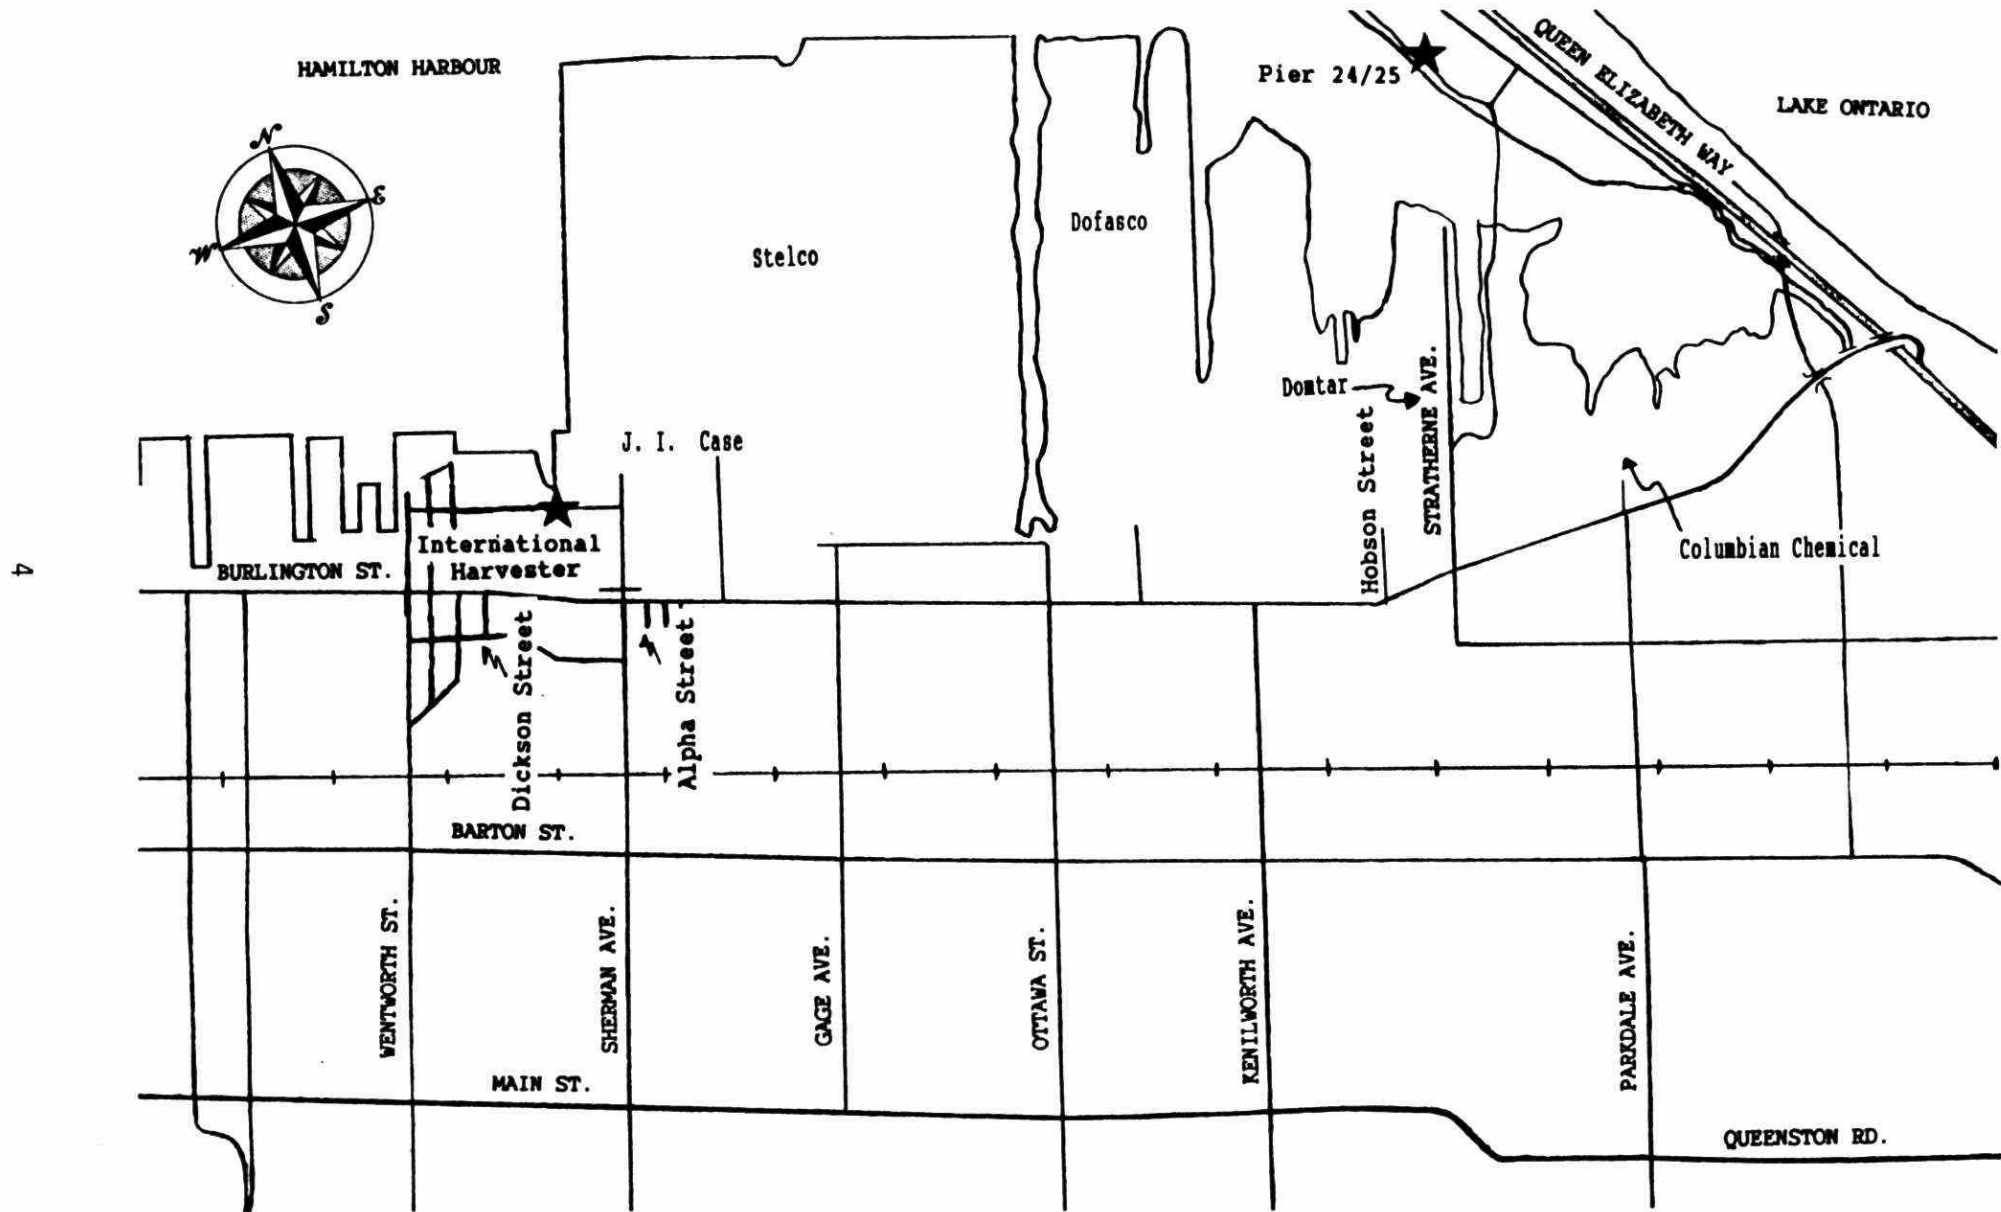 HAMILTON HARBOUR
Pier 24/25
QUEEN ELIZABETH WAY
LAKE ONTARIO
N
E
W
S
Stelco
Dofasco
Domtar
Hobson Street
STRATHERNE AVE.
J. I. Case
International
Harvester
BURLINGTON ST.
Columbian Chemical
4
Dickson Street
Alpha Street
BARTON ST.
WENTWORTH ST.
SHERMAN AVE.
GAGE AVE.
OTTAWA ST.
KENILWORTH AVE.
PARKDALE AVE.
MAIN ST.
QUEENSTON RD.